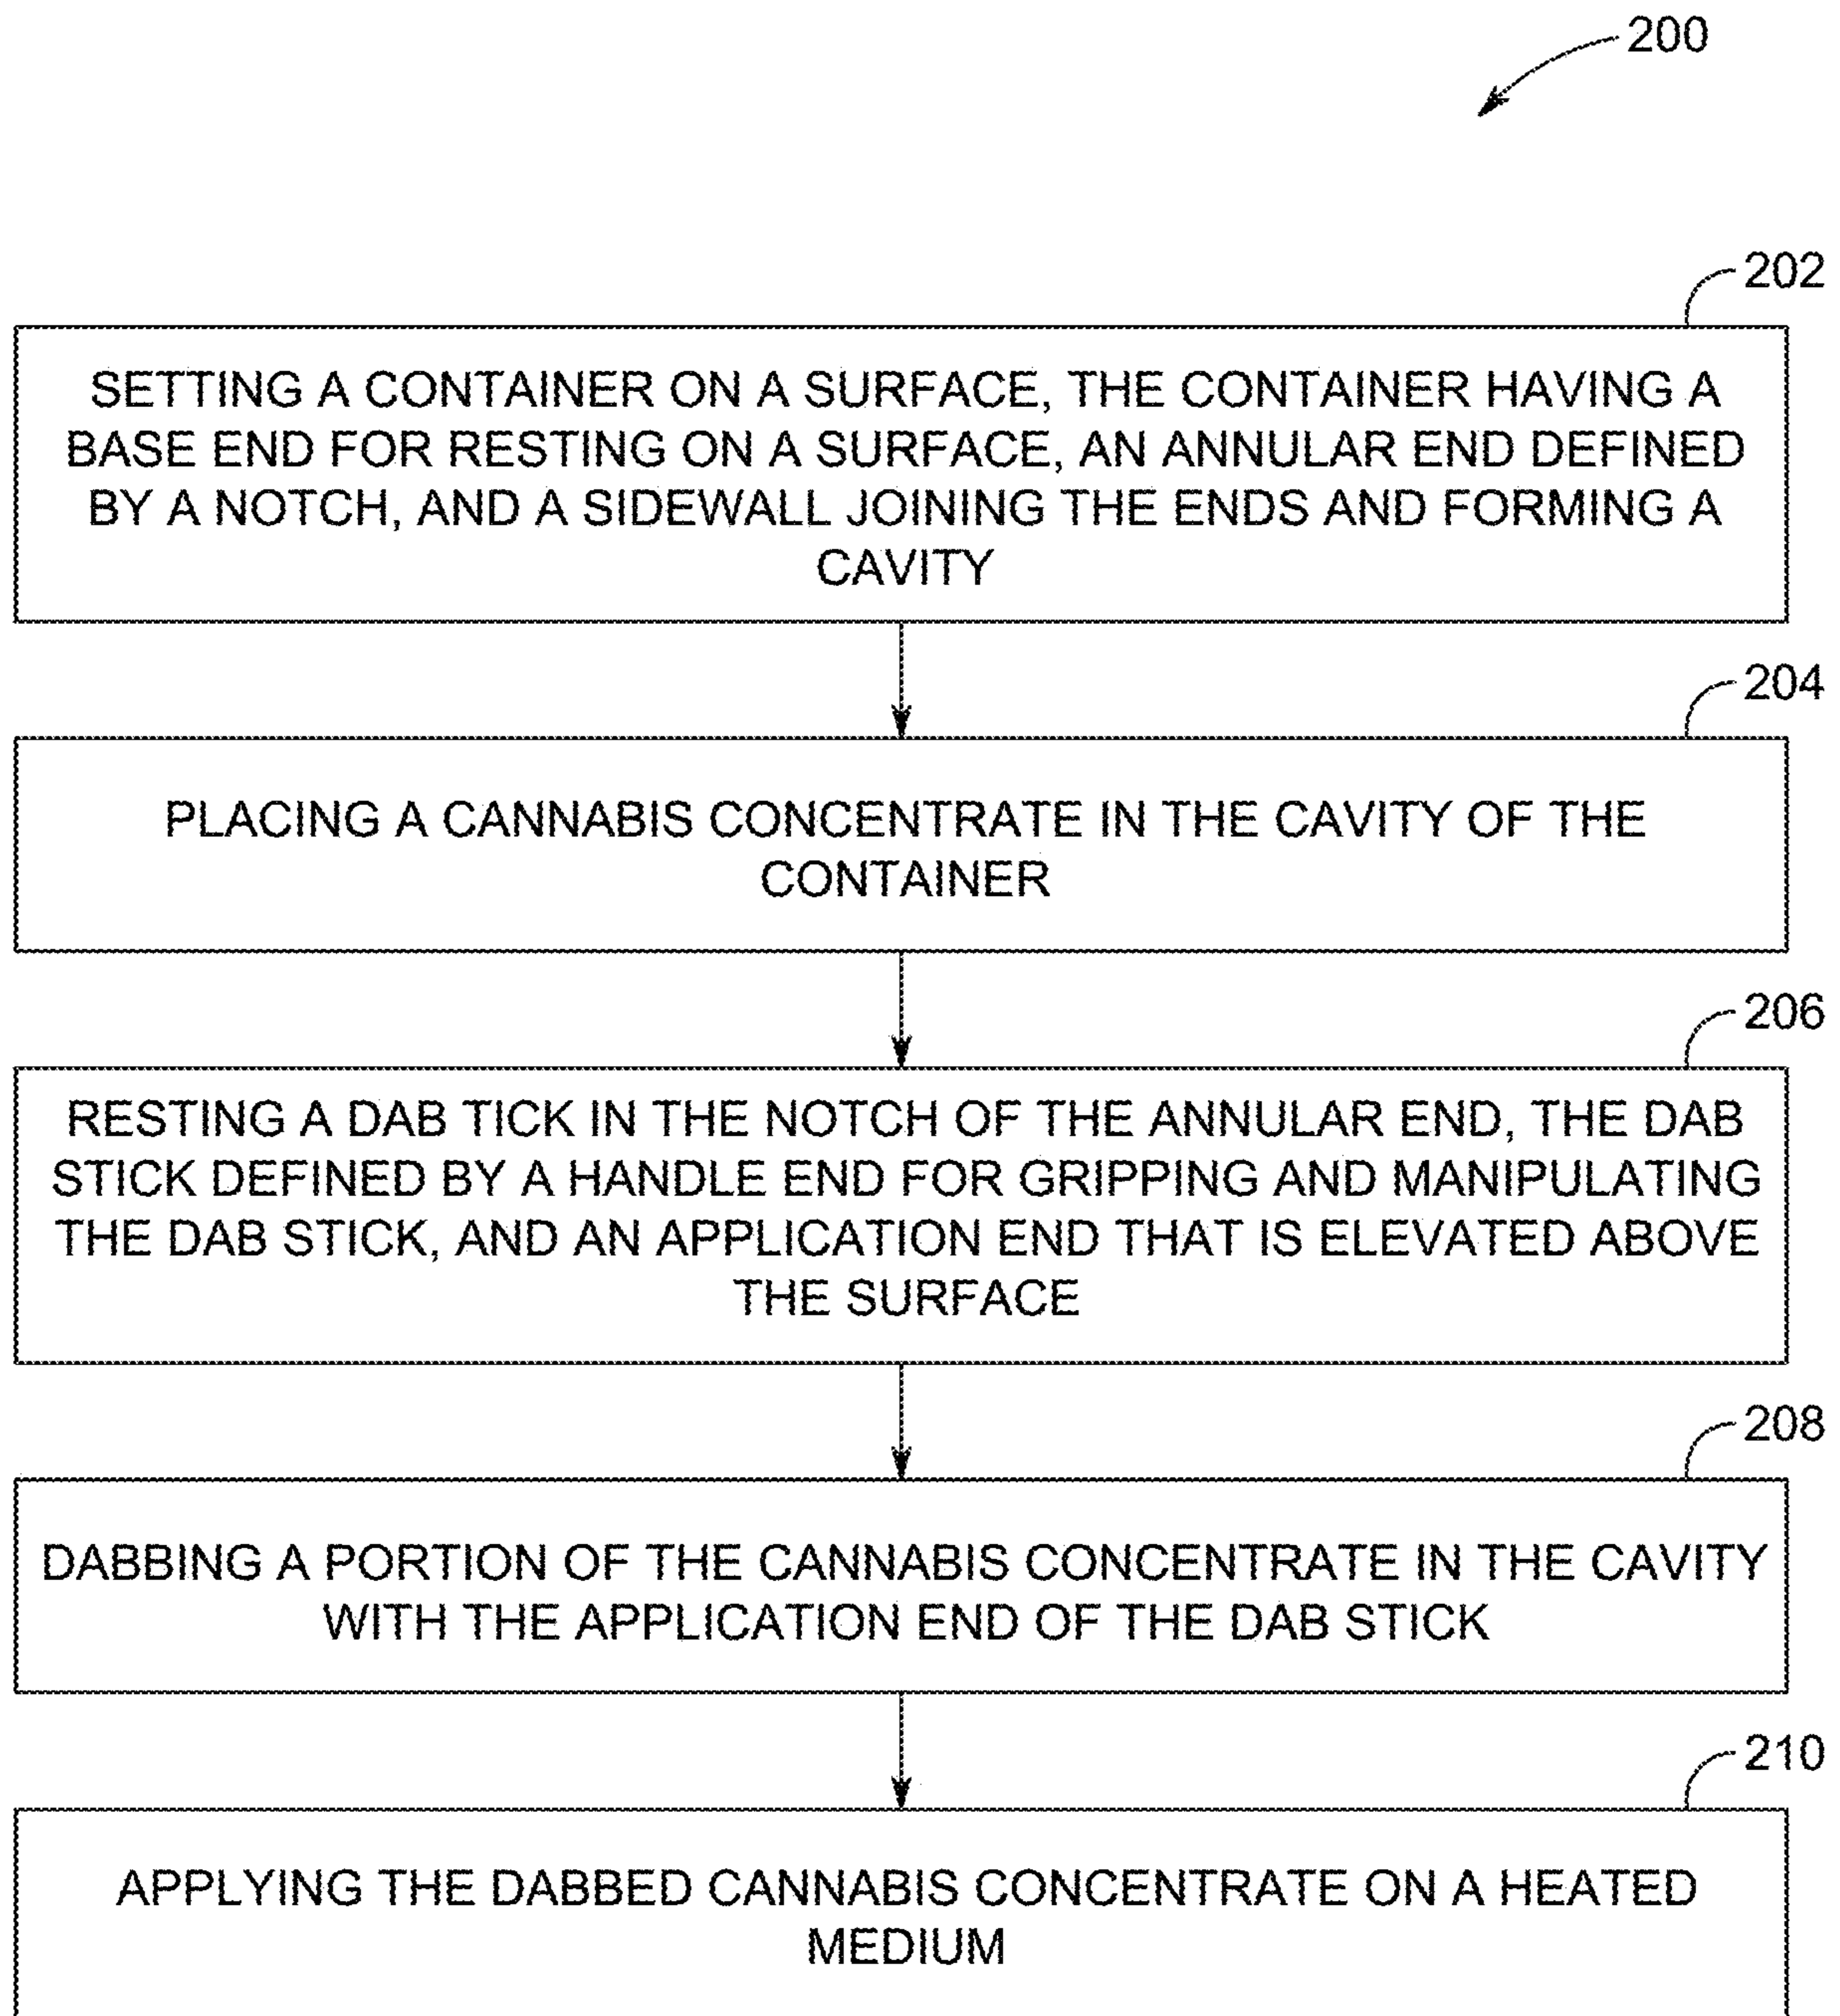 200
202
SETTING A CONTAINER ON A SURFACE, THE CONTAINER HAVING A
BASE END FOR RESTING ON A SURFACE, AN ANNULAR END DEFINED
BY A NOTCH, AND A SIDEWALL JOINING THE ENDS AND FORMING A
CAVITY
204
PLACING A CANNABIS CONCENTRATE IN THE CAVITY OF THE
CONTAINER
206
RESTING A DAB TICK IN THE NOTCH OF THE ANNULAR END, THE DAB
STICK DEFINED BY A HANDLE END FOR GRIPPING AND MANIPULATING
THE DAB STICK, AND AN APPLICATION END THAT IS ELEVATED ABOVE
THE SURFACE
208
DABBING A PORTION OF THE CANNABIS CONCENTRATE IN THE CAVITY
WITH THE APPLICATION END OF THE DAB STICK
210
APPLYING THE DABBED CANNABIS CONCENTRATE ON A HEATED
MEDIUM